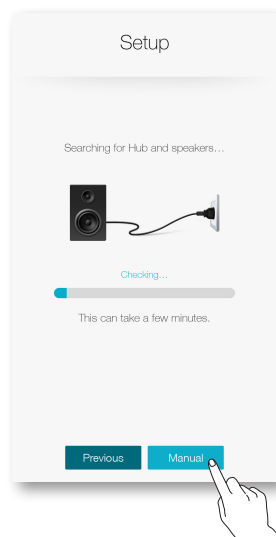 Setup
Searching for Hub and speakers...
Checking...
This can take a few minutes.
Previous
Manual